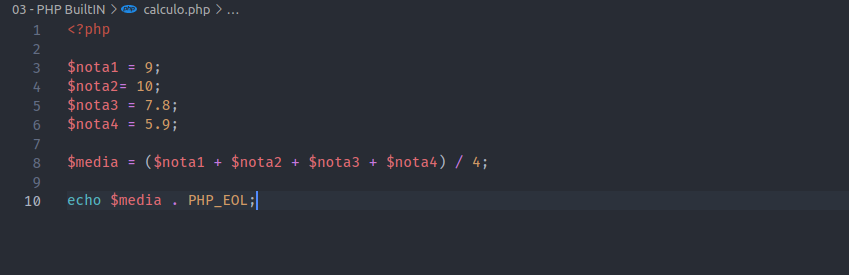 03 - PHP BuiltIN > php calculo.php > ...
1 <?php
2
3 $nota1 = 9;
4 $nota2= 10;
5 $nota3 = 7.8;
6 $nota4 = 5.9;
7
8 $media = ($nota1 + $nota2 + $nota3 + $nota4) / 4;
9
10 echo $media . PHP_EOL;